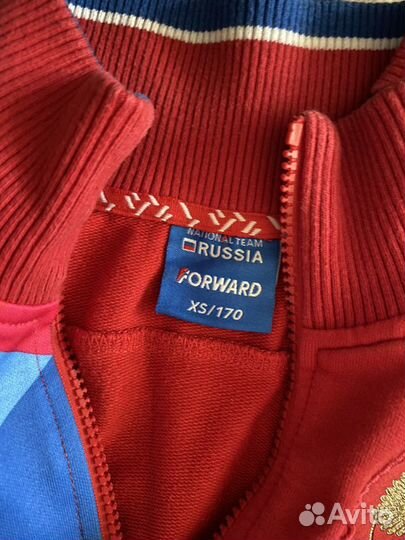 NATIONAL TEAM
RUSSIA
FORWARD
XS/170
Avito